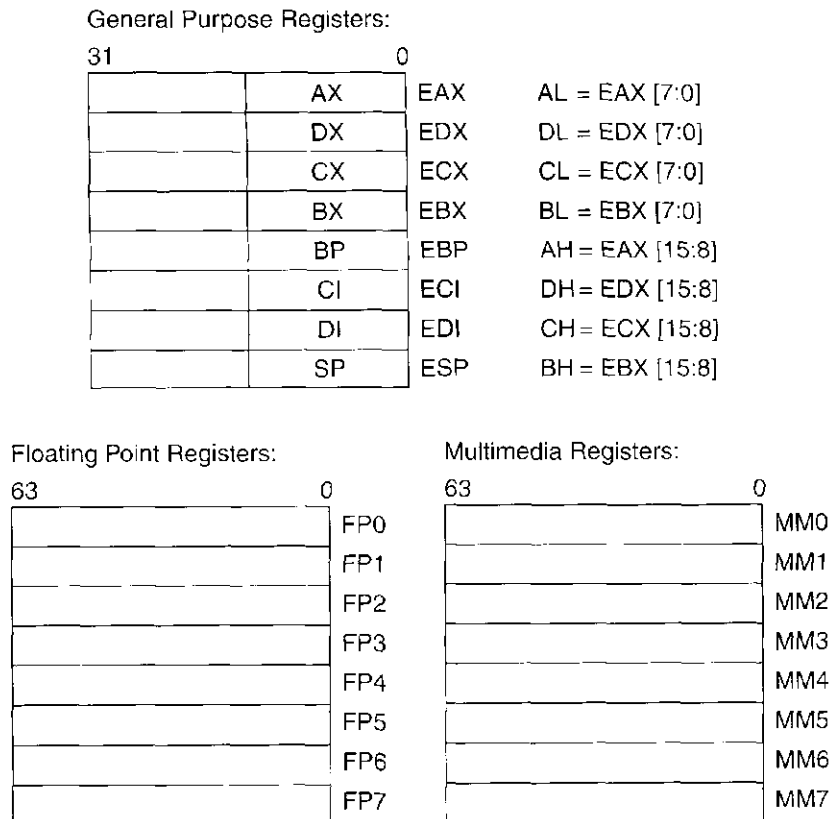 General Purpose Registers:
31 0
AX EAX AL = EAX [7:0]
DX EDX DL = EDX [7:0]
CX ECX CL = ECX [7:0]
BX EBX BL = EBX [7:0]
BP EBP AH = EAX [15:8]
CI ECI DH = EDX [15:8]
DI EDI CH = ECX [15:8]
SP ESP BH = EBX [15:8]
Floating Point Registers:
63 0
FP0
FP1
FP2
FP3
FP4
FP5
FP6
FP7
Multimedia Registers:
63 0
MM0
MM1
MM2
MM3
MM4
MM5
MM6
MM7